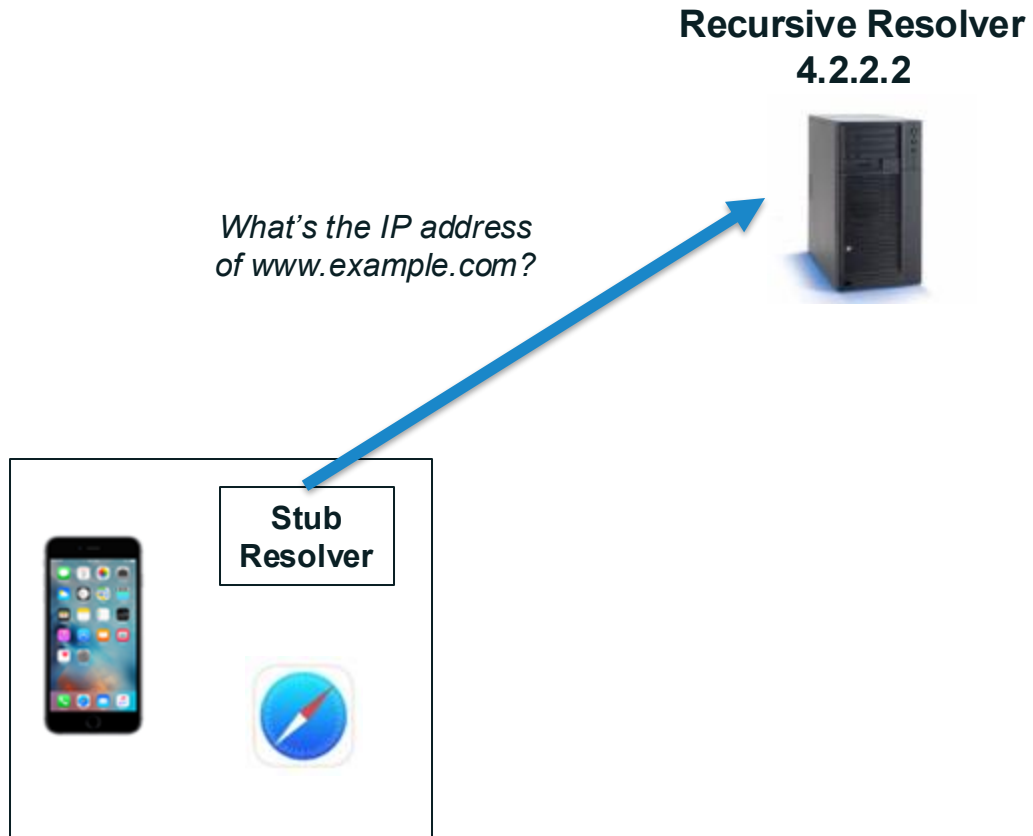 Recursive Resolver
4.2.2.2
What's the IP address
of www.example.com?
Stub
Resolver